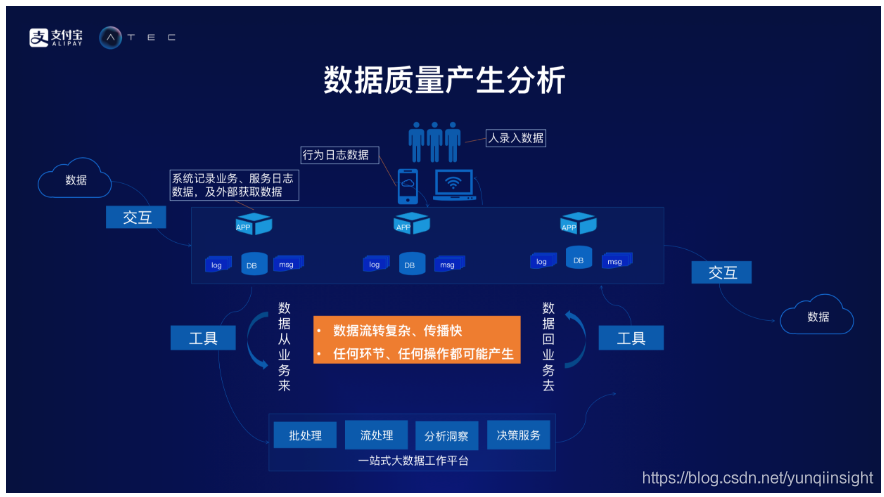 支付宝
ALIPAY
ATEC
数据质量产生分析
人录入数据
行为日志数据
数据
系统记录业务、服务日志
数据，及外部获取数据
交互
APP
APP
APP
log
DB
msg
log
DB
msg
log
DB
msg
交互
数据
工具
数据从业务来
• 数据流转复杂、传播快
• 任何环节、任何操作都可能产生
数据回业务去
工具
批处理
流处理
分析洞察
决策服务
一站式大数据工作平台
https://blog.csdn.net/yunqiinsight